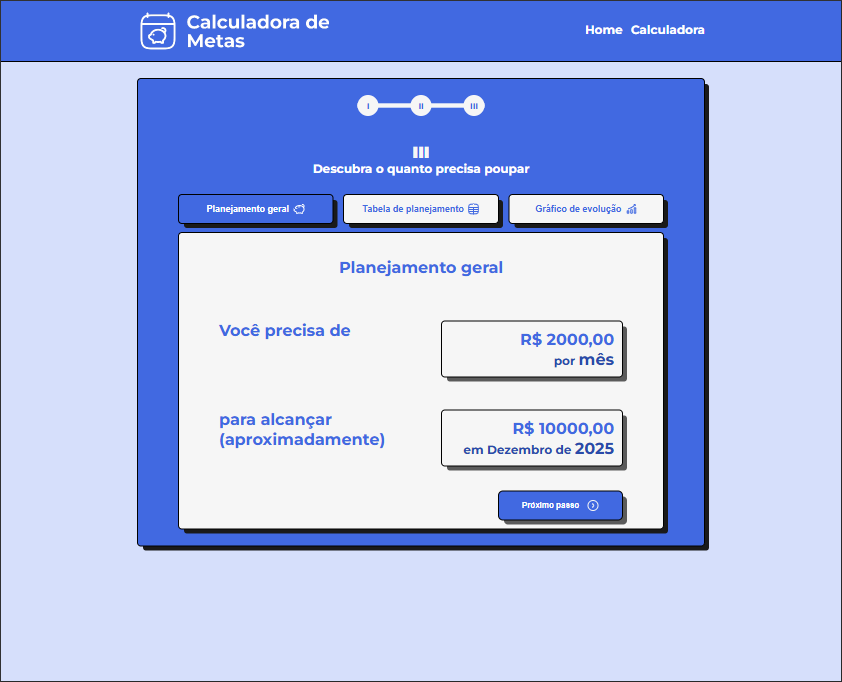 Calculadora de
Metas
Home Calculadora
I II III
III
Descubra o quanto precisa poupar
Planejamento geral
Tabela de planejamento
Gráfico de evolução
Planejamento geral
Você precisa de
R$ 2000,00
por mês
para alcançar
(aproximadamente)
R$ 10000,00
em Dezembro de 2025
Próximo passo